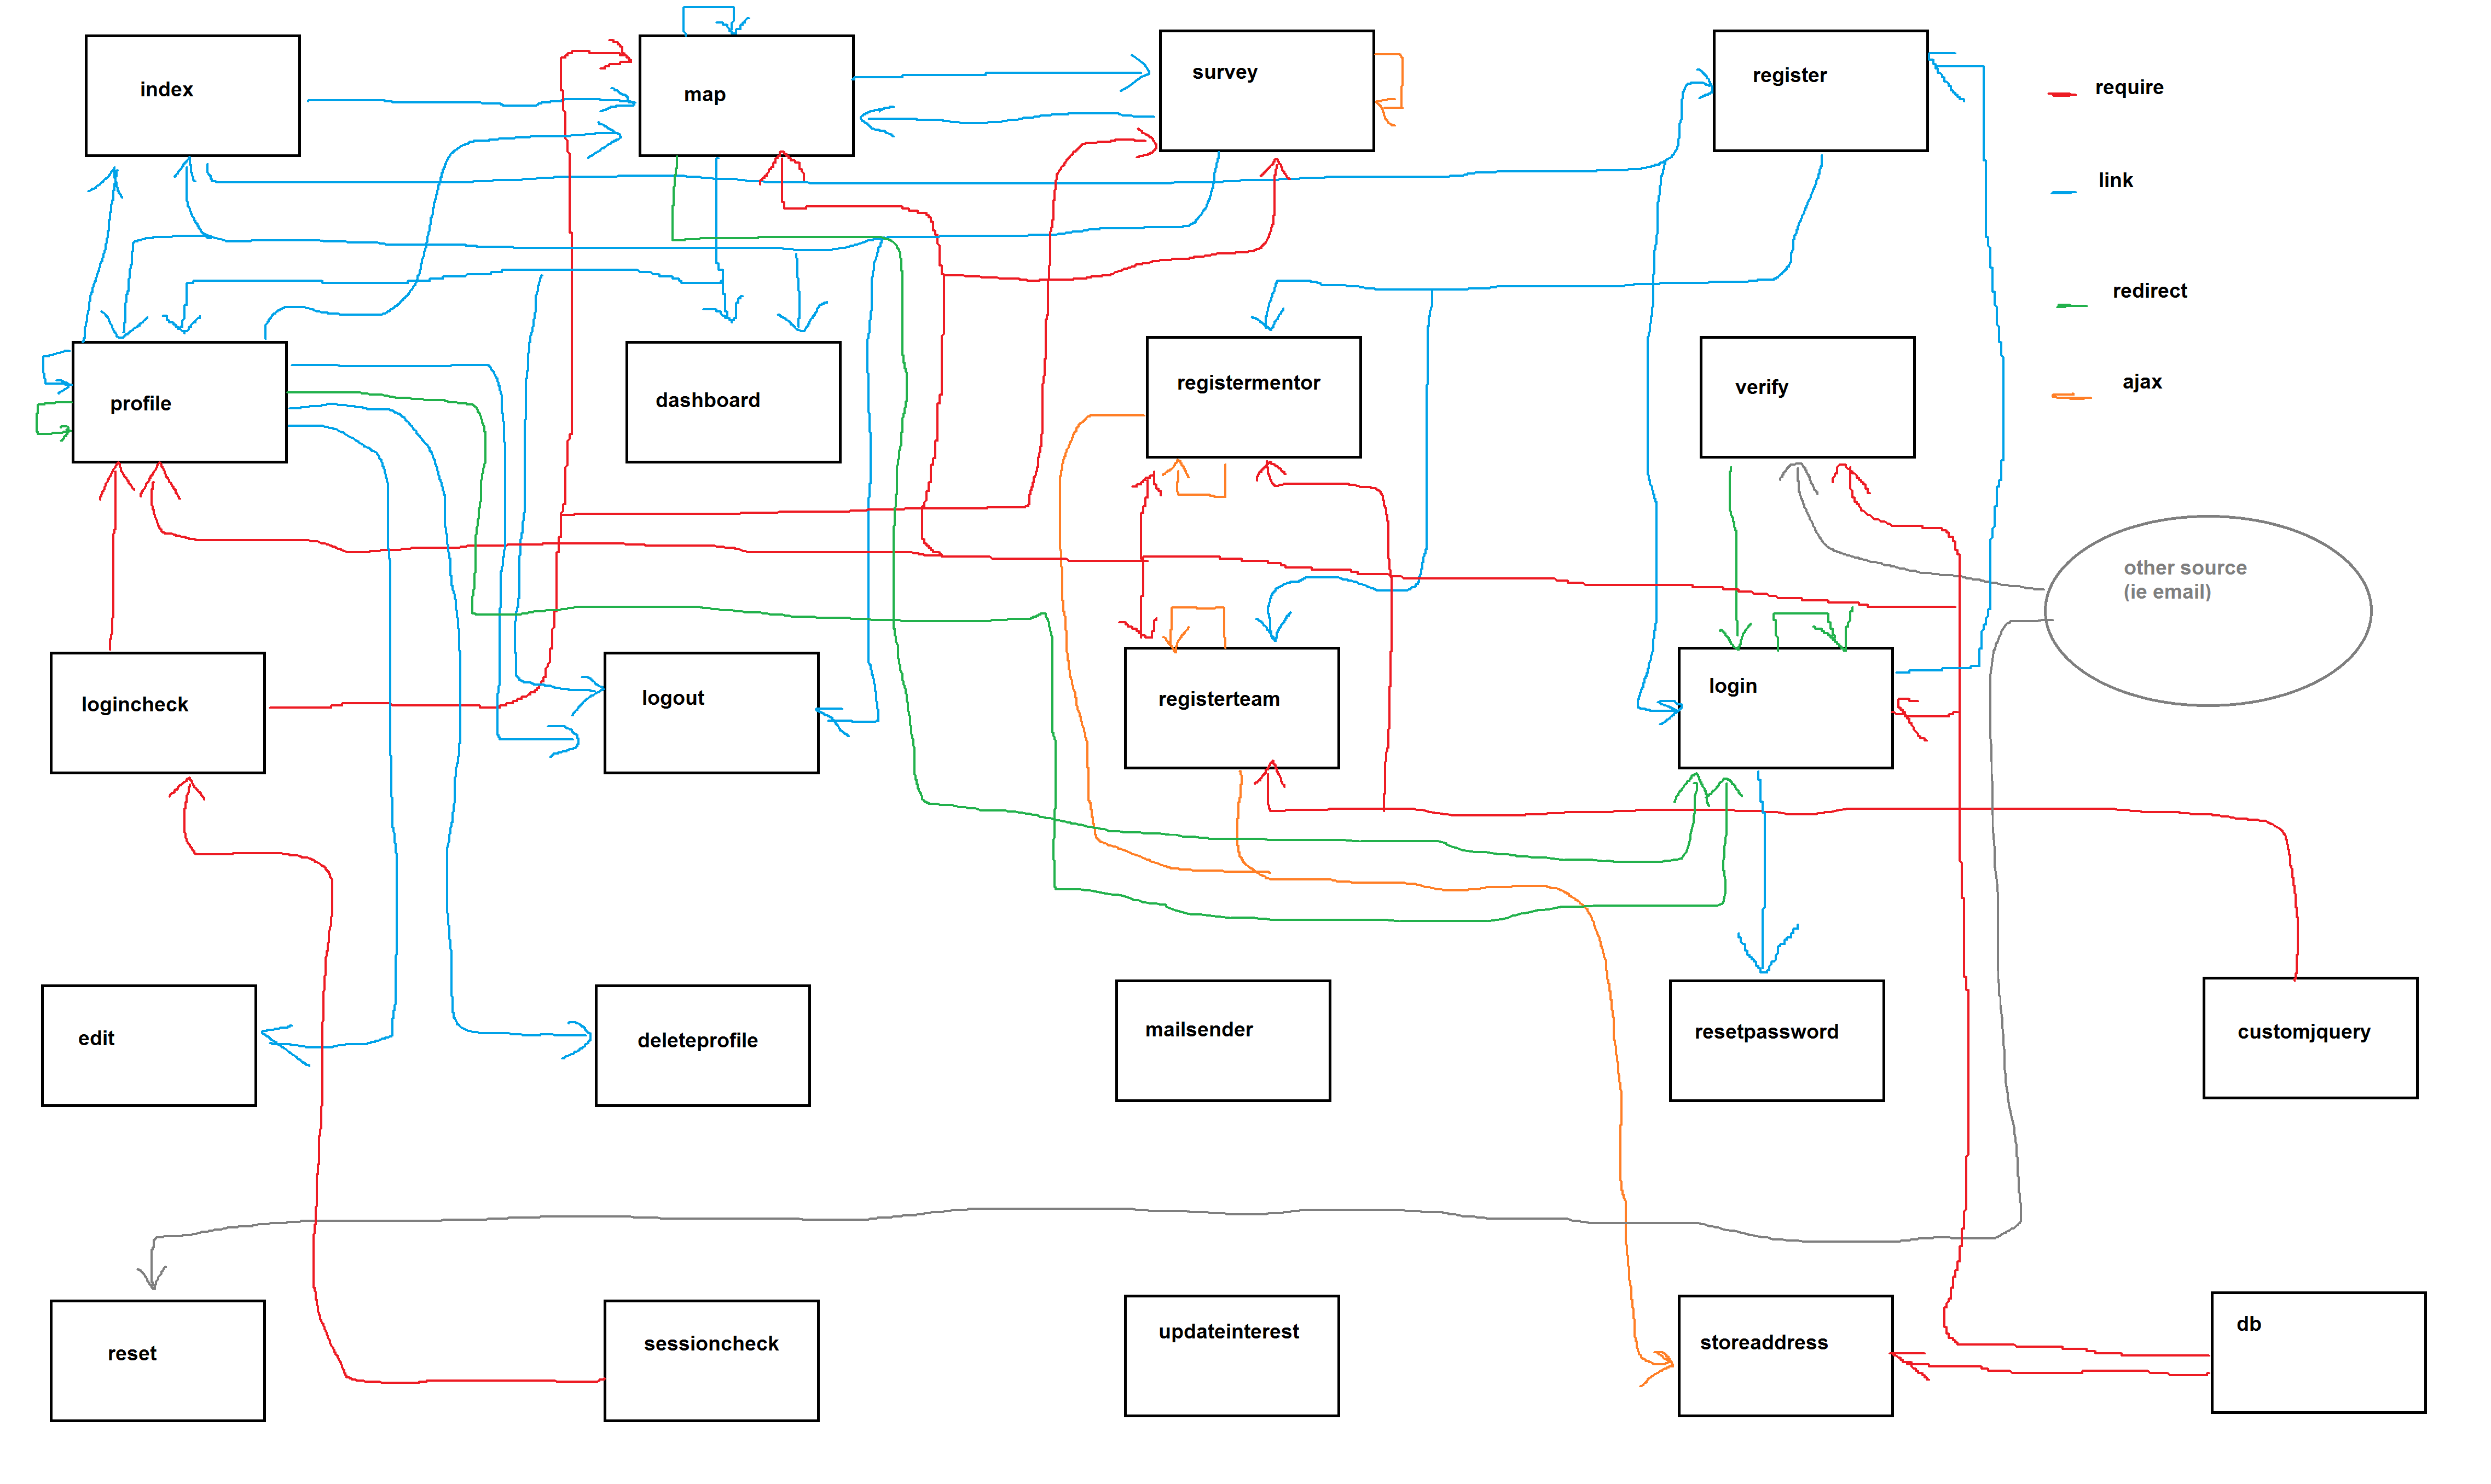 index
map
survey
register
require
link
redirect
ajax
profile
dashboard
registermentor
verify
other source
(ie email)
logincheck
logout
registerteam
login
edit
deleteprofile
mailsender
resetpassword
customjquery
reset
sessioncheck
updateinterest
storeaddress
db